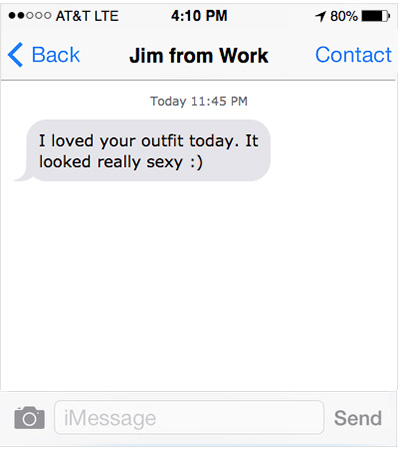 AT&T LTE 4:10 PM 80%
Back Jim from Work Contact
Today 11:45 PM
I loved your outfit today. It
looked really sexy :)
iMessage Send